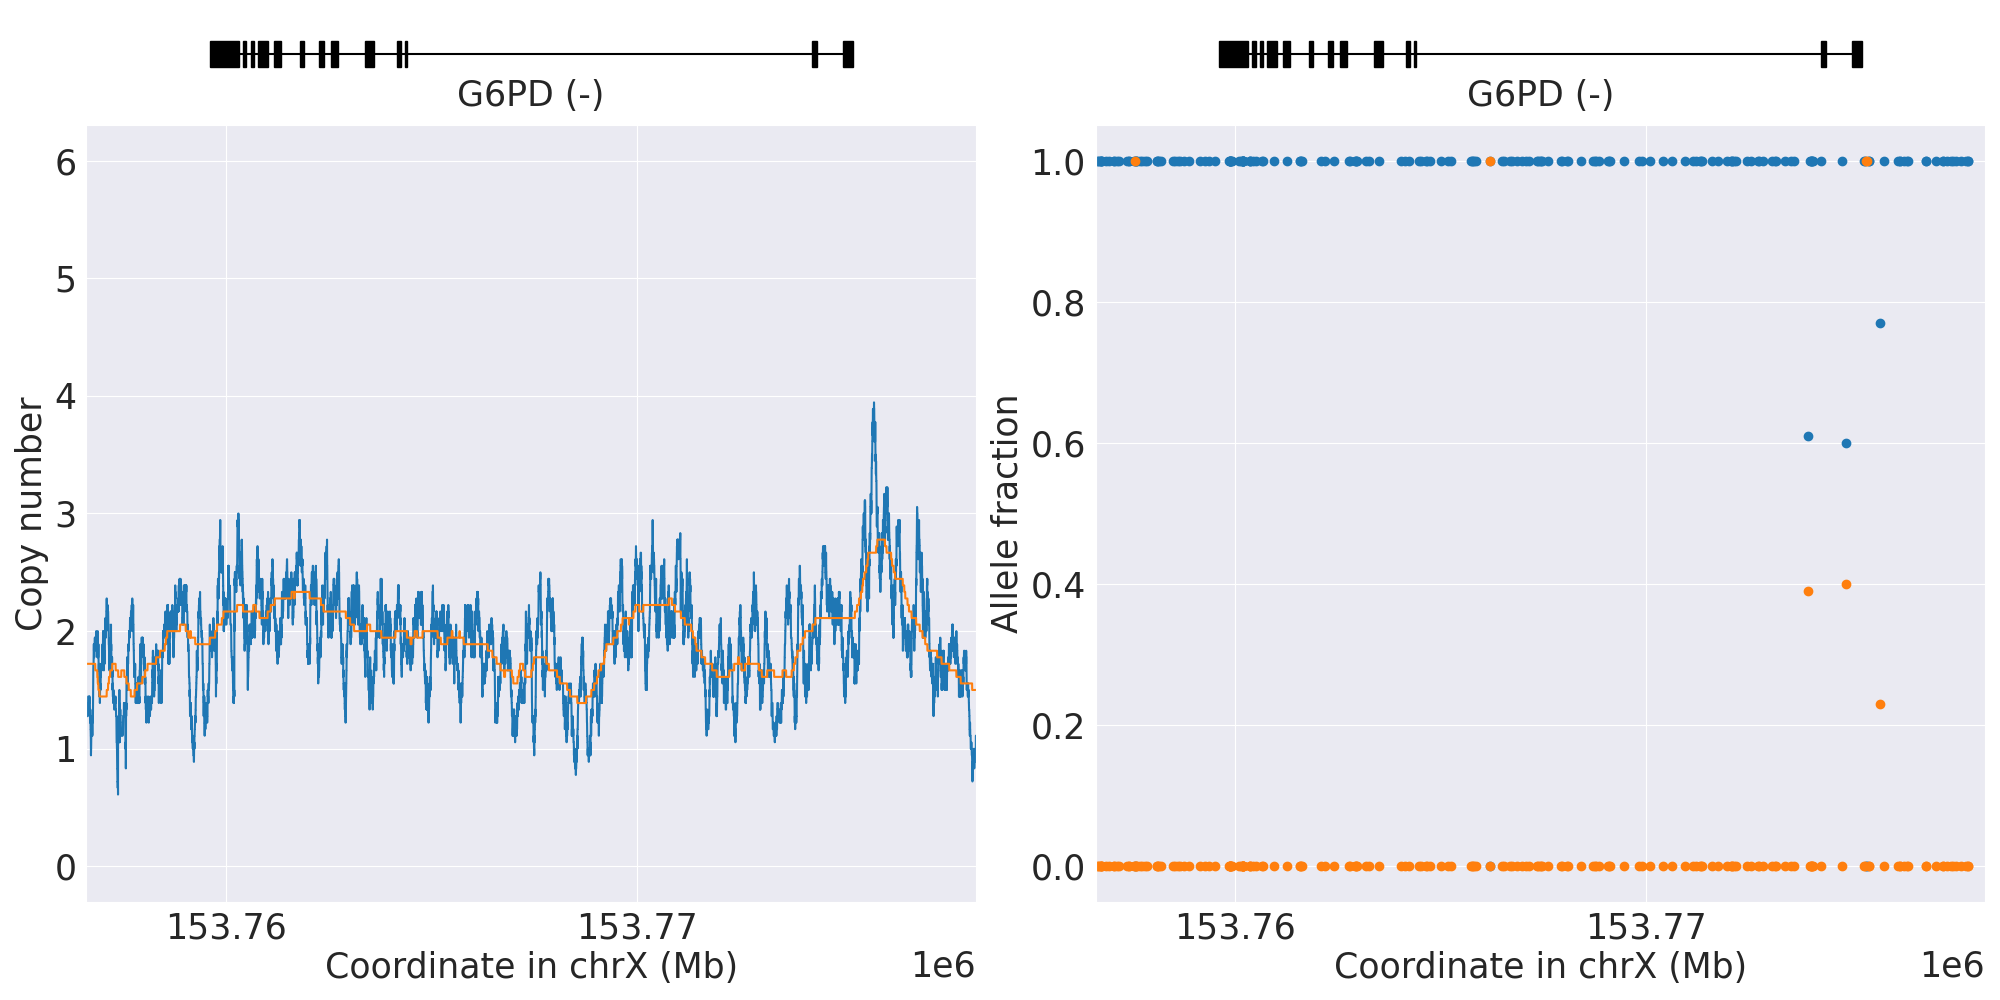 G6PD (-)
G6PD (-)
Copy number
6
5
4
3
2
1
0
153.76
153.77
Coordinate in chrX (Mb)
1e6
Allele fraction
1.0
0.8
0.6
0.4
0.2
0.0
153.76
153.77
Coordinate in chrX (Mb)
1e6